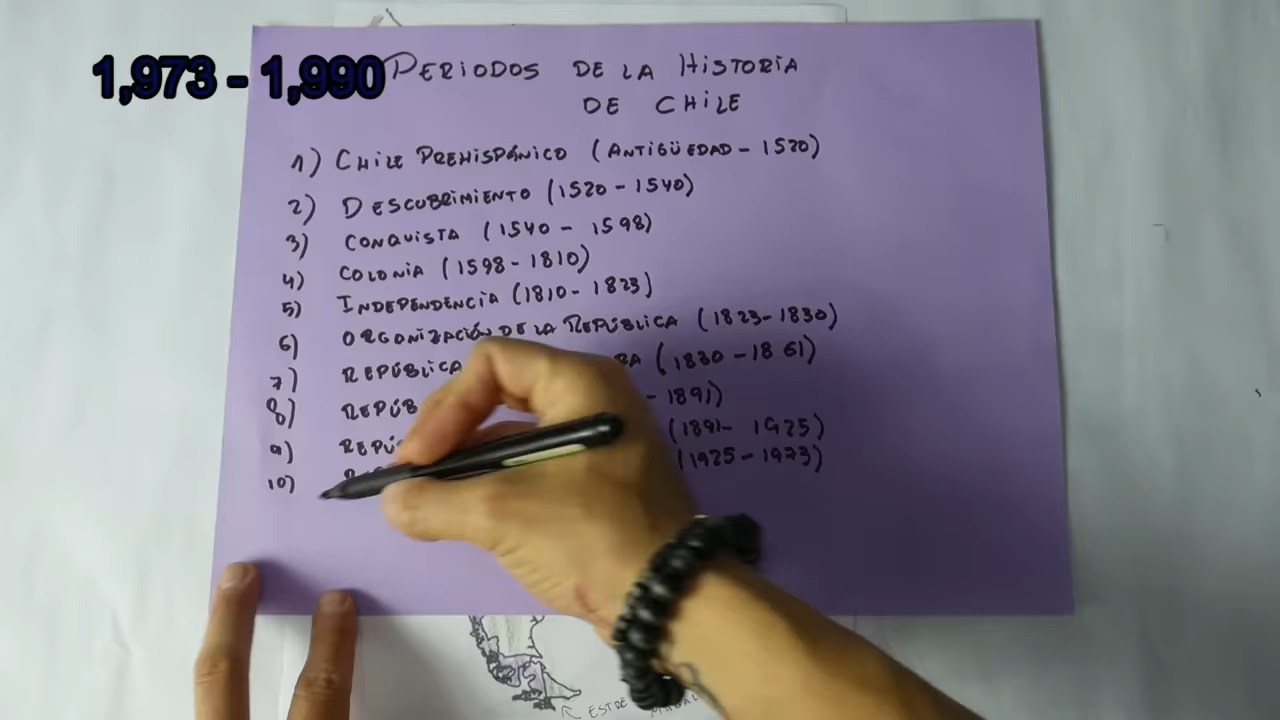 1,973 - 1,990
PERIODOS DE LA HISTORIA
DE CHILE
1) CHILE PREHISPÁNICO (ANTIGÜEDAD - 1520)
2) DESCUBRIMIENTO (1520 - 1540)
3) CONQUISTA (1540 - 1598)
4) COLONIA (1598 - 1810)
5) INDEPENDENCIA (1810 - 1823)
6) ORGANIZACIÓN DE LA REPÚBLICA (1823 - 1830)
7) REPÚBLICA (1830 - 1861)
8) - 1891)
9) (1891 - 1925)
10) (1925 - 1973)